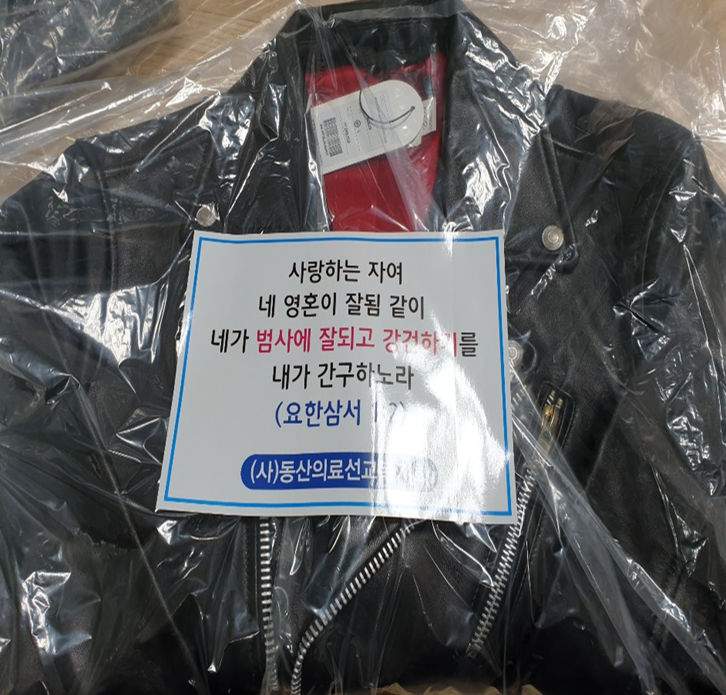 사랑하는 자여
네 영혼이 잘됨 같이
네가 범사에 잘되고 강건하기를
내가 간구하노라
(요한삼서 1:2)
(사)동산의료선교